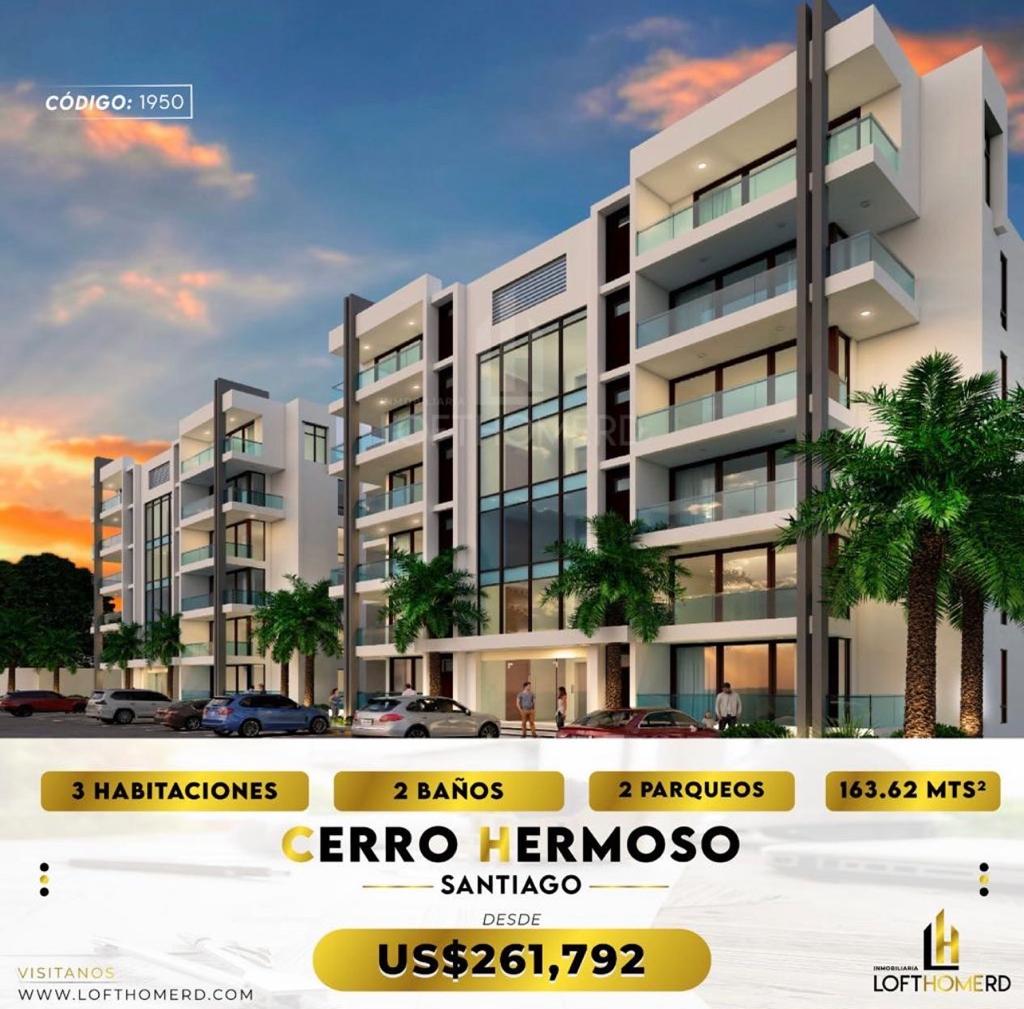 CÓDIGO: 1950
INMOBILIARIA
LOFTHOMERD
3 HABITACIONES
2 BAÑOS
2 PARQUEOS
163.62 MTS²
CERRO HERMOSO
SANTIAGO
DESDE
US$261,792
VISITANOS
WWW.LOFTHOMERD.COM
INMOBILIARIA
LOFTHOMERD